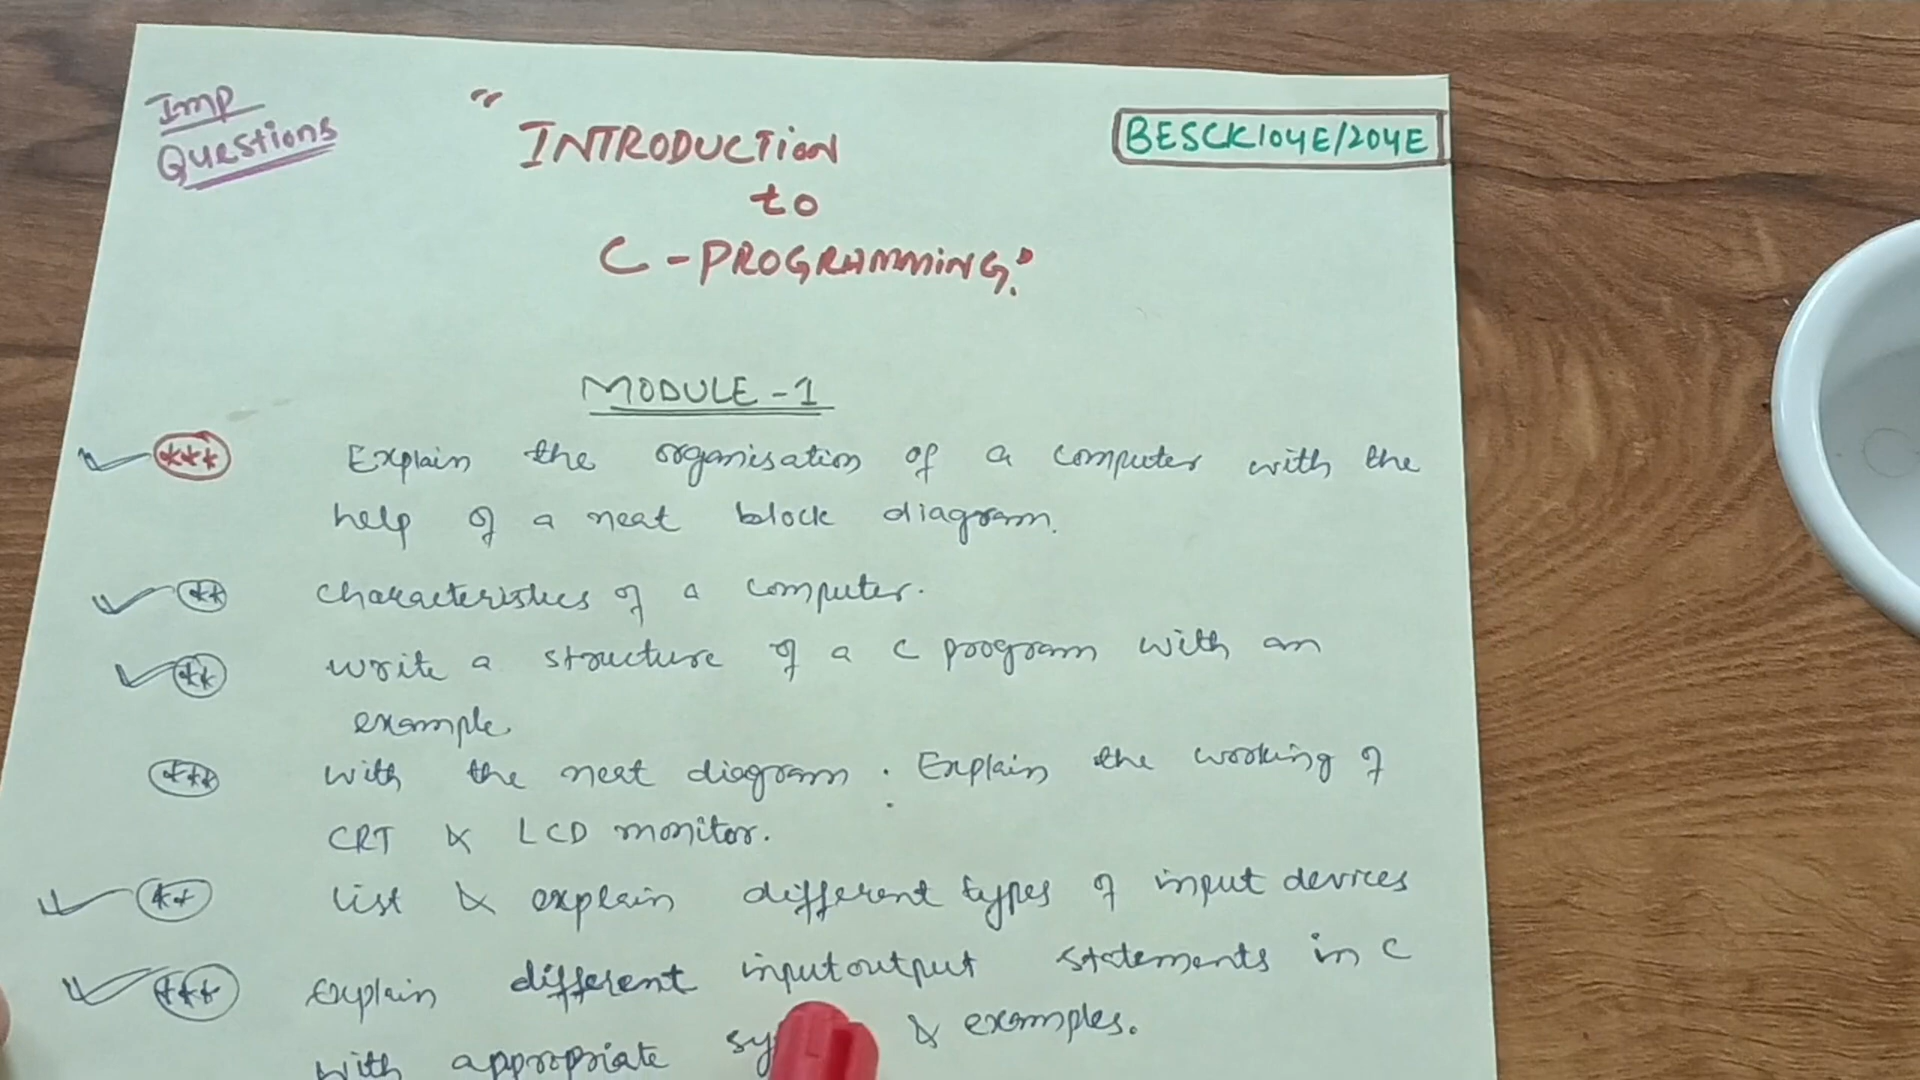 Imp
Questions
"INTRODUCTION
to
C-PROGRAMMING."
BESCK104E/204E
MODULE-1
*** Explain the organisation of a computer with the
help of a neat block diagram.
** characteristics of a computer.
** write a structure of a C program with an
example.
*** with the neat diagram. Explain the working of
CRT & LCD monitor.
** List & explain different types of input devices
*** Explain different input output statements in C
with appropriate & examples.